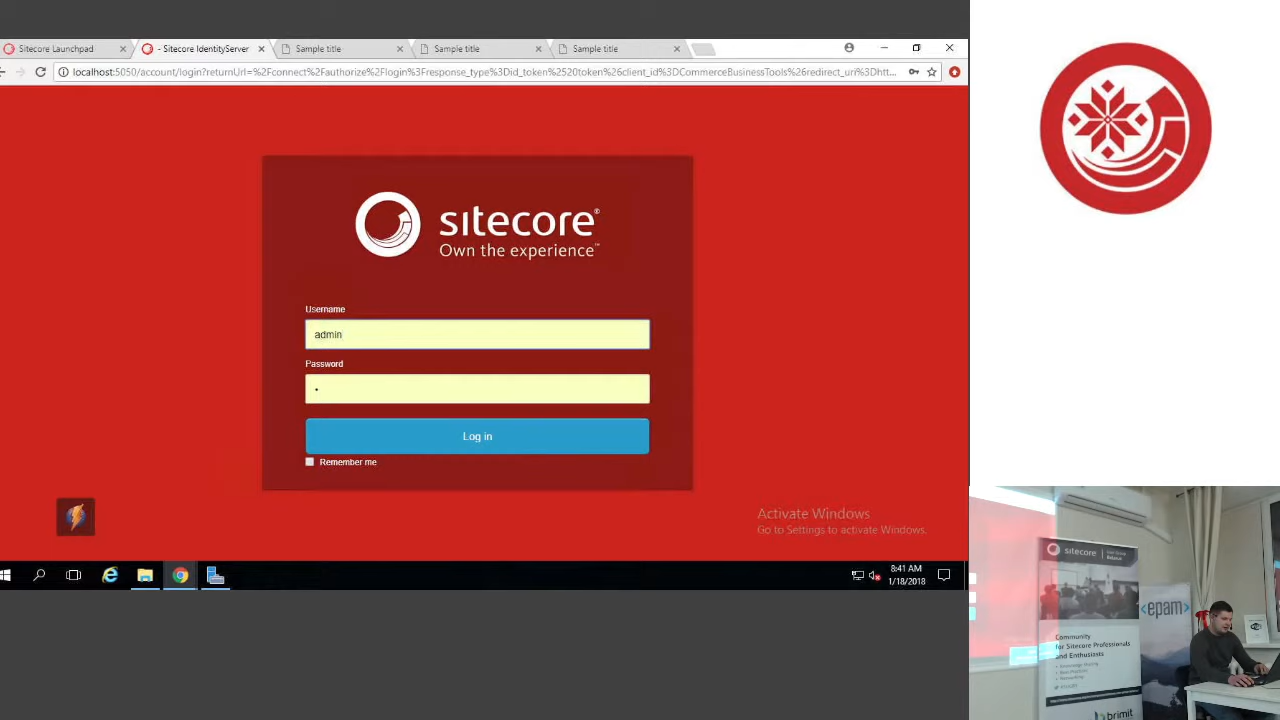 Sitecore Launchpad
- Sitecore IdentityServer
Sample title
Sample title
Sample title
localhost:5050/account/login?returnUrl=%2Fconnect%2Fauthorize%2Flogin%3Fresponse_type%3Did_token%2520token%26client_id%3DCommerceBusinessTools%26redirect_uri%3Dhtt...
sitecore®
Own the experience™
Username
admin
Password
•
Log in
Remember me
Activate Windows
Go to Settings to activate Windows.
8:41 AM
1/18/2018
sitecore
Community
for Sitecore Professionals
and Enthusiasts
<epam>
brimit